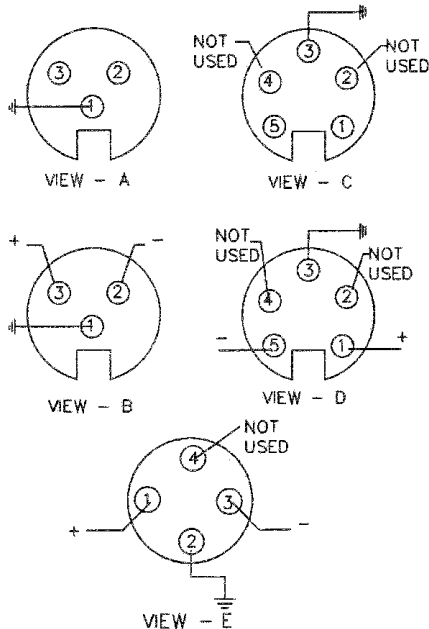 3 2
1
VIEW - A
NOT
USED
3
NOT
USED
4 2
5 1
VIEW - C
+ -
3 2
1
VIEW - B
NOT
USED
3
NOT
USED
4 2
- 5 1 +
VIEW - D
NOT
USED
4
1 3
+ -
2
VIEW - E